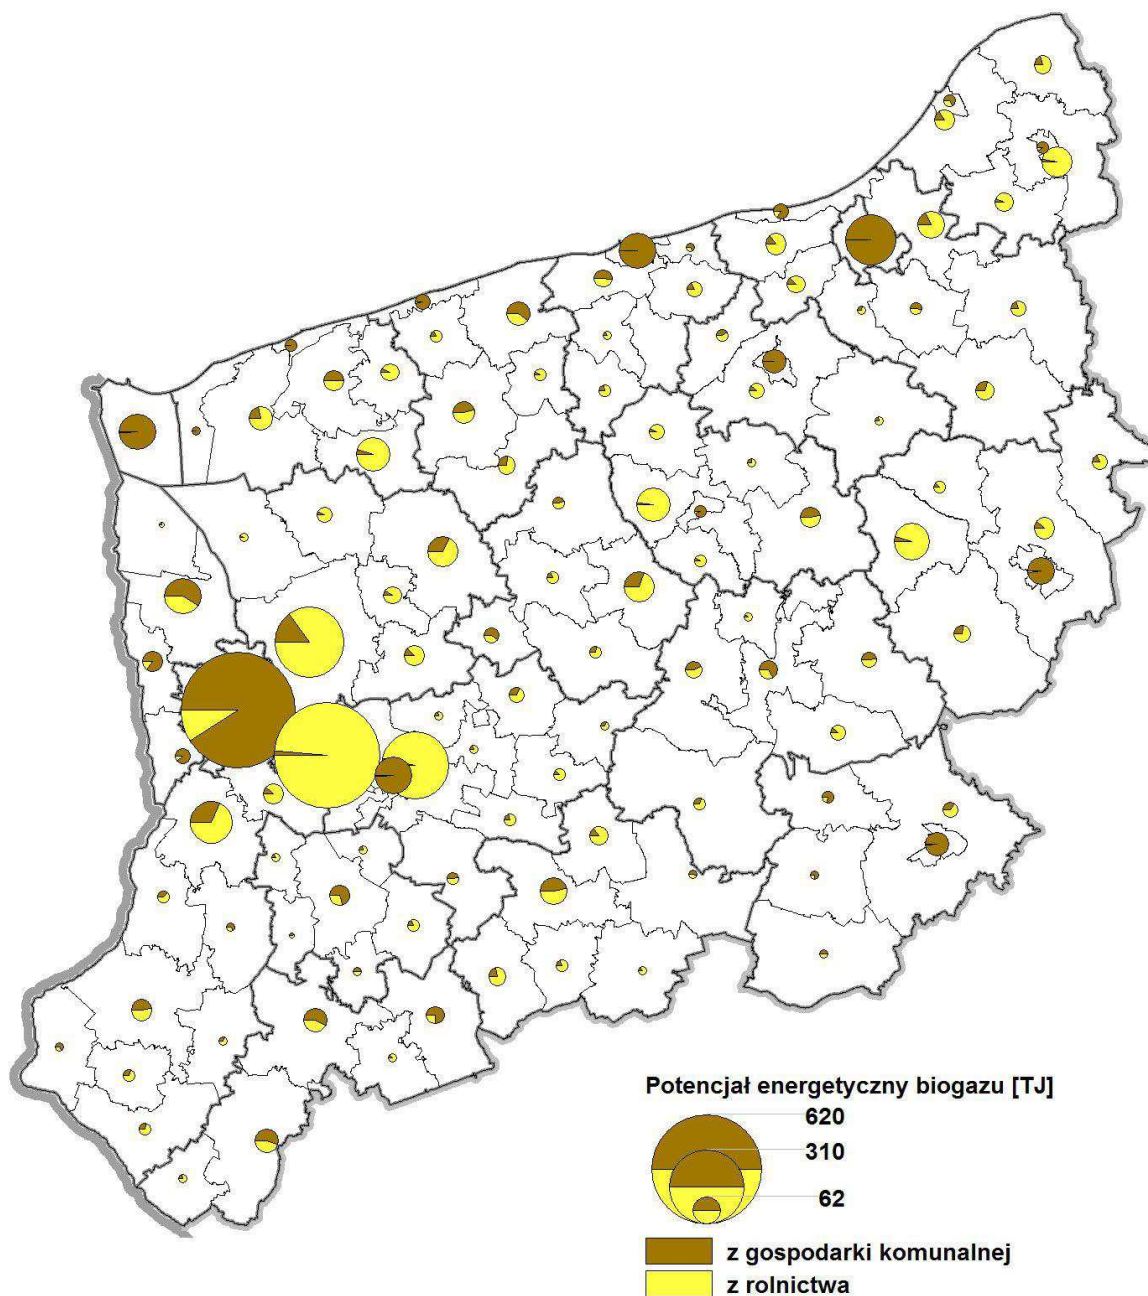 Potencjał energetyczny biogazu [TJ]
620
310
62
z gospodarki komunalnej
z rolnictwa